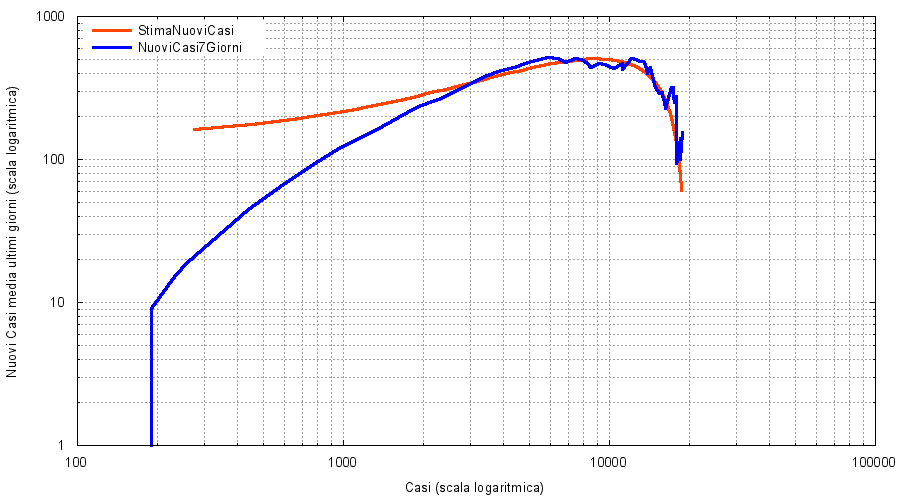 1000
StimaNuoviCasi
NuoviCasi7Giorni
100
10
1
Nuovi Casi media ultimi giorni (scala logaritmica)
100
1000
10000
100000
Casi (scala logaritmica)